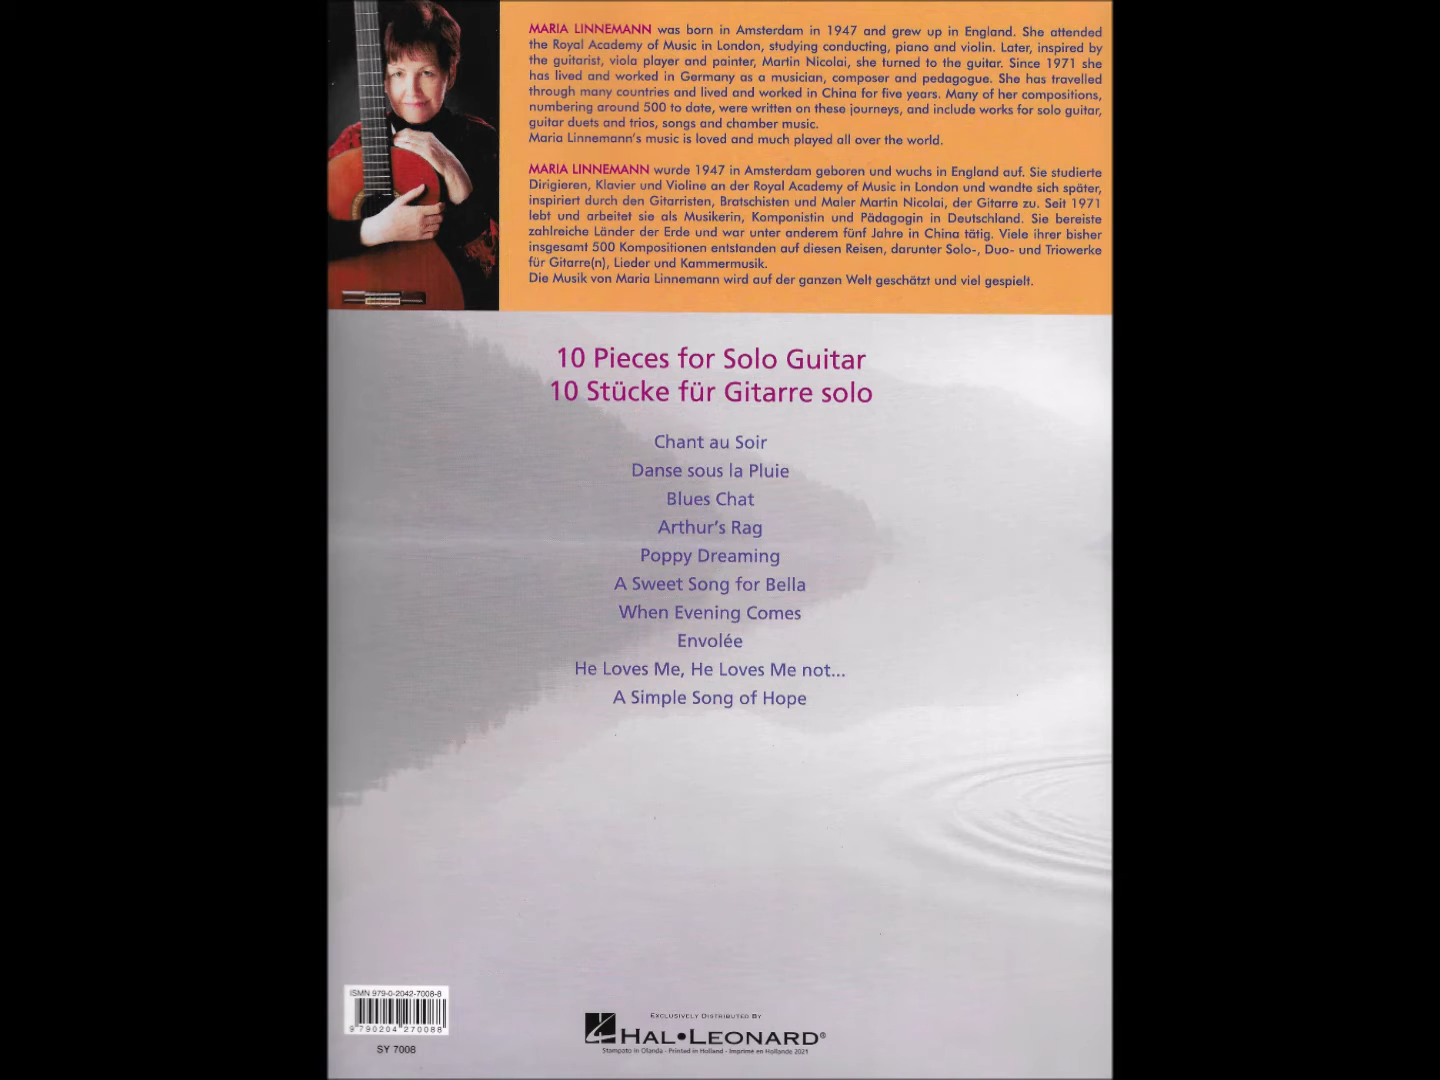 MARIA LINNEMANN was born in Amsterdam in 1947 and grew up in England. She attended
the Royal Academy of Music in London, studying conducting, piano and violin. Later, inspired by
the guitarist, viola player and painter, Martin Nicolai, she turned to the guitar. Since 1971 she
has lived and worked in Germany as a musician, composer and pedagogue. She has travelled
through many countries and lived and worked in China for five years. Many of her compositions,
numbering around 500 to date, were written on these journeys, and include works for solo guitar,
guitar duets and trios, songs and chamber music.
Maria Linnemann's music is loved and much played all over the world.
MARIA LINNEMANN wurde 1947 in Amsterdam geboren und wuchs in England auf. Sie studierte
Dirigieren, Klavier und Violine an der Royal Academy of Music in London und wandte sich später,
inspiriert durch den Gitarristen, Bratschisten und Maler Martin Nicolai, der Gitarre zu. Seit 1971
lebt und arbeitet sie als Musikerin, Komponistin und Pädagogin in Deutschland. Sie bereiste
zahlreiche Länder der Erde und war unter anderem fünf Jahre in China tätig. Viele ihrer bisher
insgesamt 500 Kompositionen entstanden auf diesen Reisen, darunter Solo-, Duo- und Triowerke
für Gitarre(n), Lieder und Kammermusik.
Die Musik von Maria Linnemann wird auf der ganzen Welt geschätzt und viel gespielt.
10 Pieces for Solo Guitar
10 Stücke für Gitarre solo
Chant au Soir
Danse sous la Pluie
Blues Chat
Arthur's Rag
Poppy Dreaming
A Sweet Song for Bella
When Evening Comes
Envolée
He Loves Me, He Loves Me not...
A Simple Song of Hope
ISMN 979-0-2042-7008-8
9 790204 270088
SY 7008
EXCLUSIVELY DISTRIBUTED BY
HAL•LEONARD®
Stampato in Olanda - Printed in Holland - Imprimé en Hollande 2021